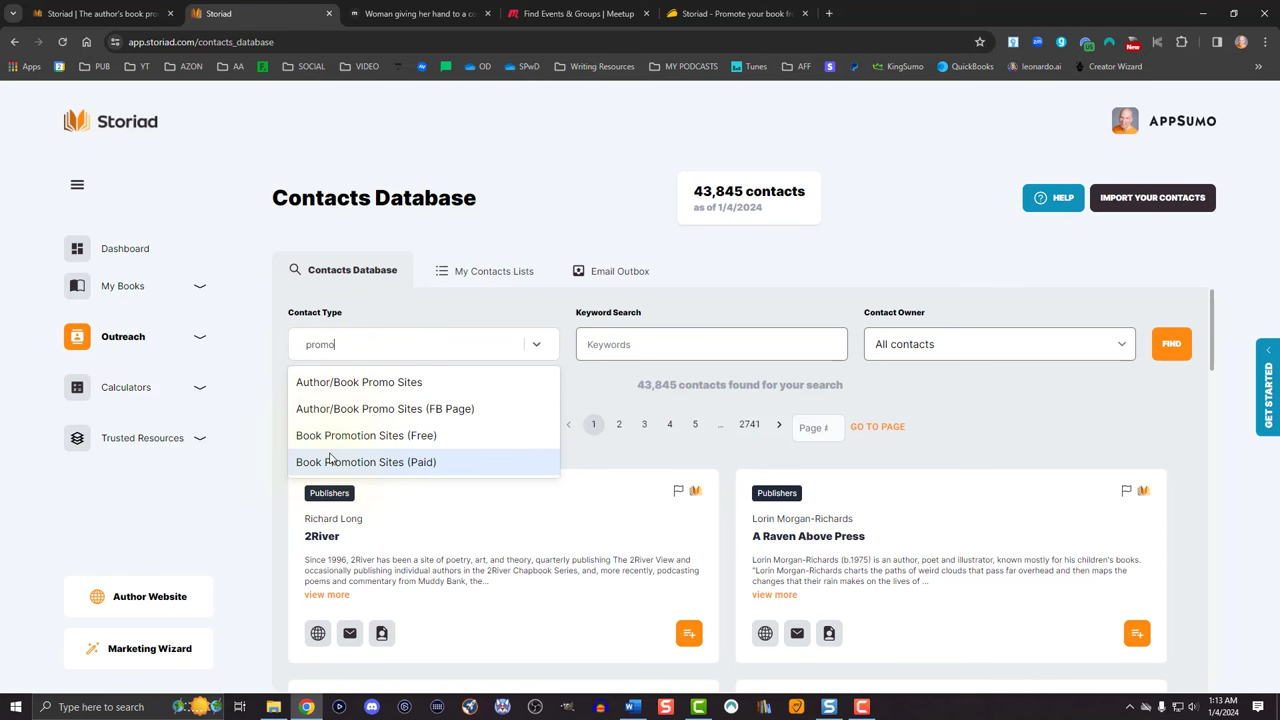 Storiad | The author's book pro
Storiad
Woman giving her hand to a co
Find Events & Groups | Meetup
Storiad - Promote your book fr
app.storiad.com/contacts_database
New
Apps
PUB
YT
AZON
AA
SOCIAL
VIDEO
OD
SPwD
Writing Resources
MY PODCASTS
Tunes
AFF
KingSumo
QuickBooks
leonardo.ai
Creator Wizard
Storiad
APPSUMO
Contacts Database
43,845 contacts
as of 1/4/2024
HELP
IMPORT YOUR CONTACTS
Dashboard
My Books
Outreach
Calculators
Trusted Resources
Author Website
Marketing Wizard
Contacts Database
My Contacts Lists
Email Outbox
Contact Type
Keyword Search
Contact Owner
promo
Keywords
All contacts
FIND
Author/Book Promo Sites
Author/Book Promo Sites (FB Page)
Book Promotion Sites (Free)
Book Promotion Sites (Paid)
43,845 contacts found for your search
1
2
3
4
5
...
2741
Page #
GO TO PAGE
GET STARTED
Publishers
Richard Long
2River
Since 1996, 2River has been a site of poetry, art, and theory, quarterly publishing The 2River View and
occasionally publishing individual authors in the 2River Chapbook Series, and, more recently, podcasting
poems and commentary from Muddy Bank, the...
view more
Publishers
Lorin Morgan-Richards
A Raven Above Press
Lorin Morgan-Richards (b.1975) is an author, poet and illustrator, known mostly for his children's books.
"Lorin Morgan-Richards charts the paths of weird clouds that pass far overhead and then maps the
changes that their rain makes on the lives of ...
view more
Type here to search
1:13 AM
1/4/2024